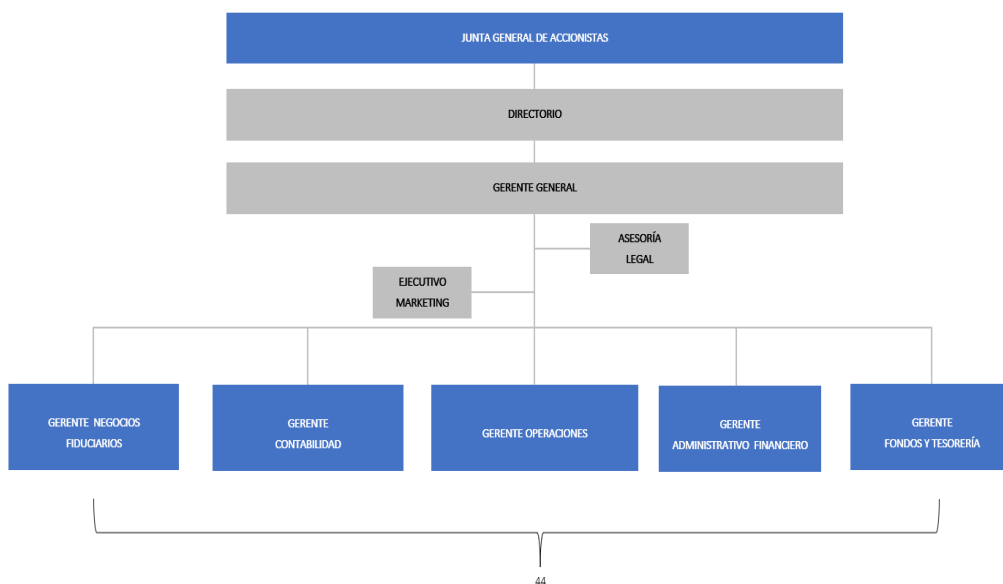 JUNTA GENERAL DE ACCIONISTAS
DIRECTORIO
GERENTE GENERAL
ASESORÍA
LEGAL
EJECUTIVO
MARKETING
GERENTE NEGOCIOS
FIDUCIARIOS
GERENTE
CONTABILIDAD
GERENTE OPERACIONES
GERENTE
ADMINISTRATIVO FINANCIERO
GERENTE
FONDOS Y TESORERÍA
44